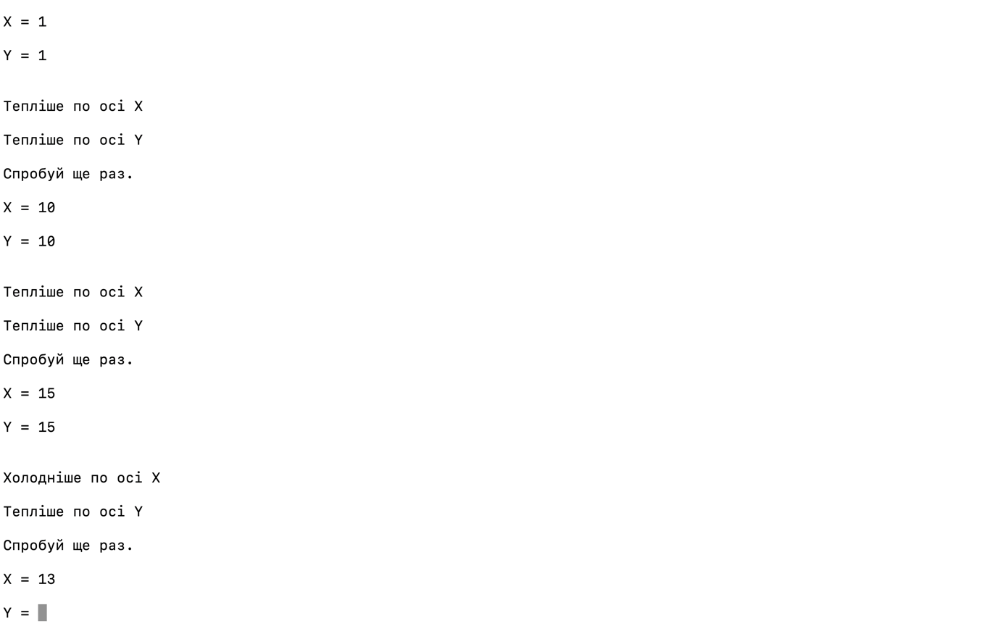 X = 1
Y = 1
Тепліше по осі X
Тепліше по осі Y
Спробуй ще раз.
X = 10
Y = 10
Тепліше по осі X
Тепліше по осі Y
Спробуй ще раз.
X = 15
Y = 15
Холодніше по осі X
Тепліше по осі Y
Спробуй ще раз.
X = 13
Y =